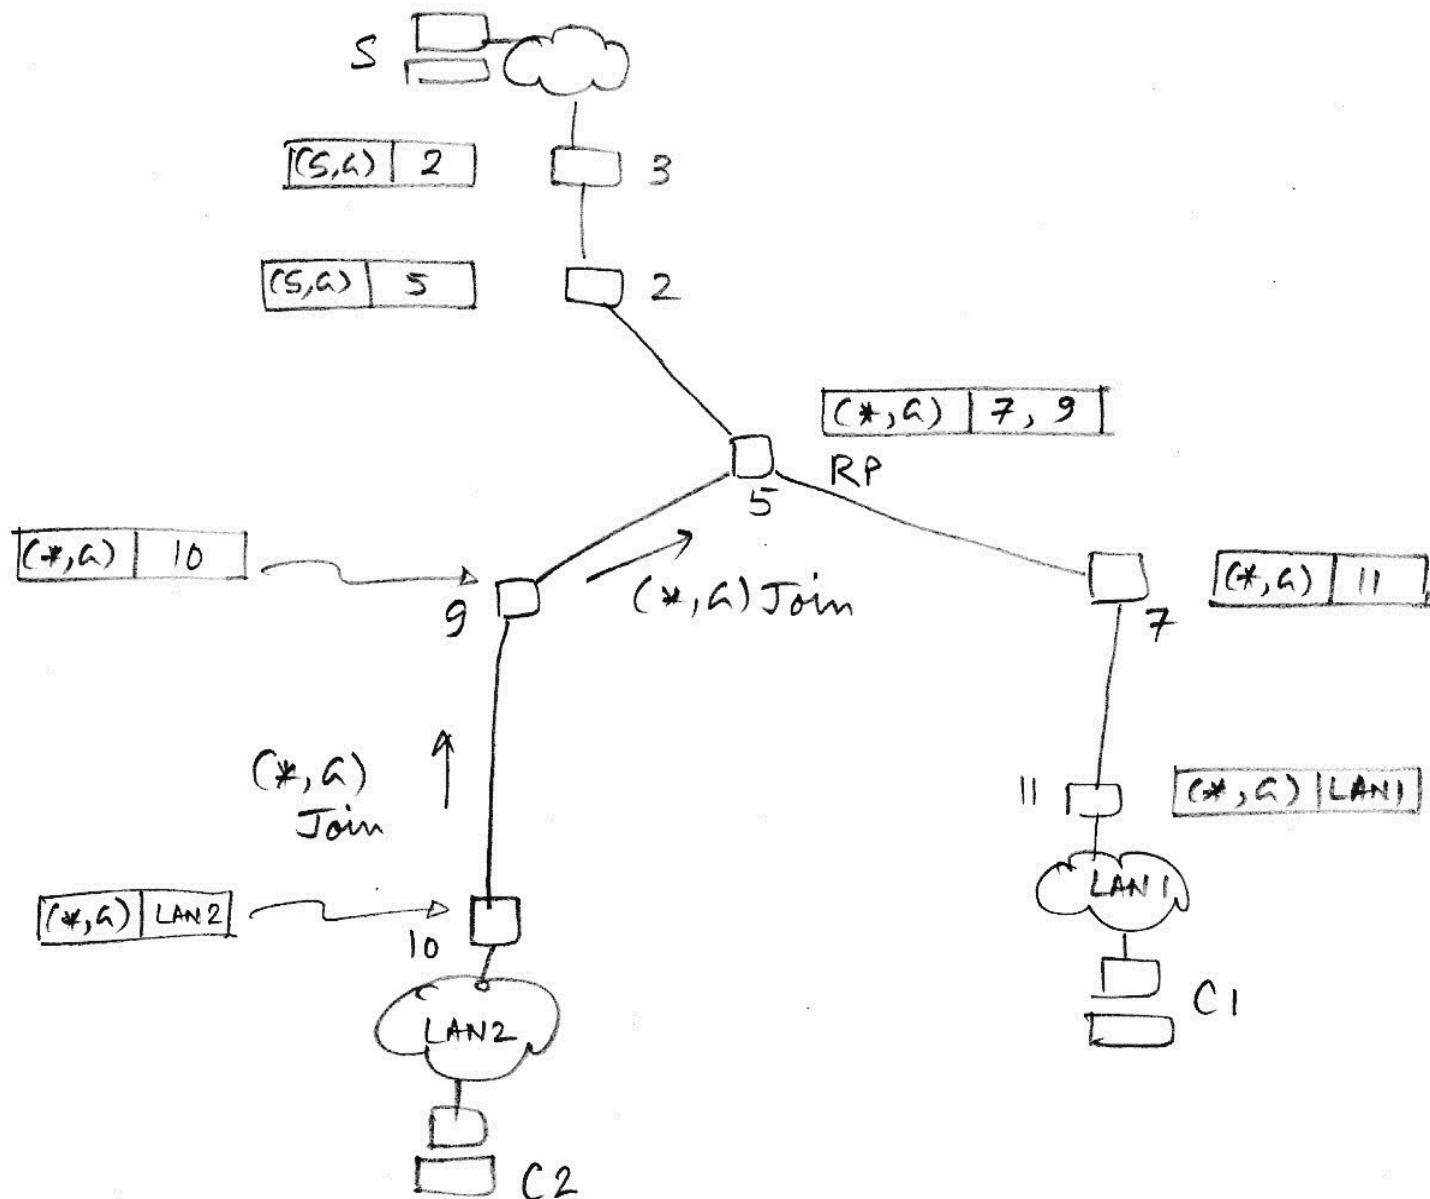 S
(S,G) 2
3
(S,G) 5
2
(*,G) 7, 9
RP
5
(*,G) 10
9
(*,G) Join
(*,G) 11
7
(*,G)
Join
11
(*,G) LAN1
LAN1
(*,G) LAN2
10
C1
LAN2
C2